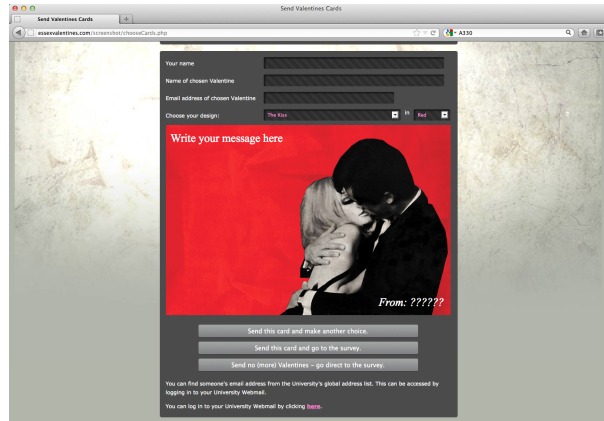 Send Valentines Cards
Send Valentines Cards
essexvalentines.com/screenshot/chooseCards.php
A330
Your name
Name of chosen Valentine
Email address of chosen Valentine
Choose your design: The Kiss in Red
Write your message here
From: ??????
Send this card and make another choice.
Send this card and go to the survey.
Send no (more) Valentines – go direct to the survey.
You can find someone's email address from the University's global address list. This can be accessed by
logging in to your University Webmail.
You can log in to your University Webmail by clicking here.